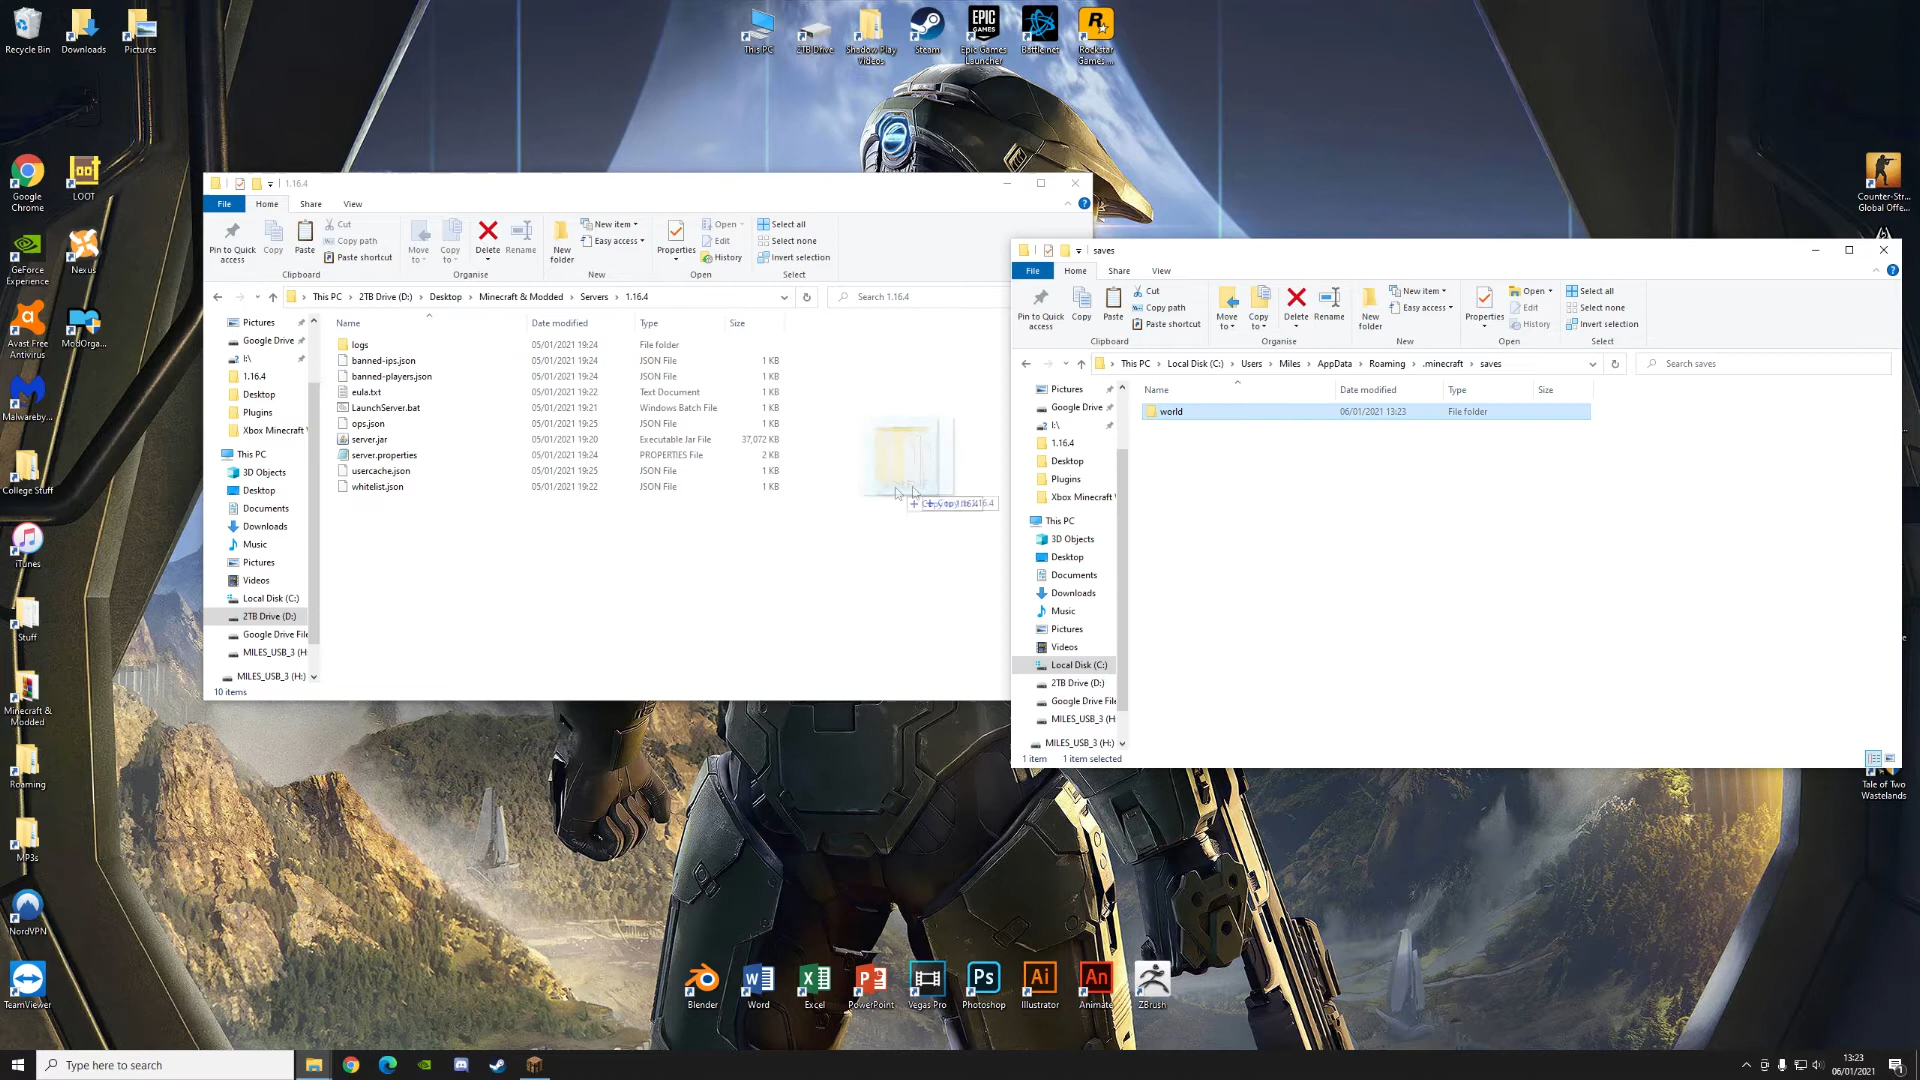 Recycle Bin
Downloads
Pictures
This PC
2TB Drive
Shadow Play Videos
Steam
EPIC GAMES
Epic Games Launcher
Battle.net
Rockstar Games ...
Google Chrome
LOOT
GeForce Experience
Nexus
Avast Free Antivirus
ModOrga...
Malwareby...
College Stuff
iTunes
Stuff
Minecraft & Modded
Roaming
MP3s
NordVPN
TeamViewer
Counter-Str... Global Offe...
Tale of Two Wastelands
1.16.4
File Home Share View
Pin to Quick access
Copy
Paste
Cut
Copy path
Paste shortcut
Clipboard
Move to
Copy to
Delete
Rename
Organise
New folder
New item
Easy access
New
Properties
Open
Edit
History
Open
Select all
Select none
Invert selection
Select
This PC > 2TB Drive (D:) > Desktop > Minecraft & Modded > Servers > 1.16.4
Search 1.16.4
Pictures
Google Drive
I:\
1.16.4
Desktop
Plugins
Xbox Minecraft
This PC
3D Objects
Desktop
Documents
Downloads
Music
Pictures
Videos
Local Disk (C:)
2TB Drive (D:)
Google Drive File
MILES_USB_3 (H
MILES_USB_3 (H:)
Name Date modified Type Size
logs 05/01/2021 19:24 File folder
banned-ips.json 05/01/2021 19:24 JSON File 1 KB
banned-players.json 05/01/2021 19:24 JSON File 1 KB
eula.txt 05/01/2021 19:22 Text Document 1 KB
LaunchServer.bat 05/01/2021 19:21 Windows Batch File 1 KB
ops.json 05/01/2021 19:25 JSON File 1 KB
server.jar 05/01/2021 19:20 Executable Jar File 37,072 KB
server.properties 05/01/2021 19:24 PROPERTIES File 2 KB
usercache.json 05/01/2021 19:25 JSON File 1 KB
whitelist.json 05/01/2021 19:22 JSON File 1 KB
10 items
saves
File Home Share View
Pin to Quick access
Copy
Paste
Cut
Copy path
Paste shortcut
Clipboard
Move to
Copy to
Delete
Rename
Organise
New folder
New item
Easy access
New
Properties
Open
Edit
History
Open
Select all
Select none
Invert selection
Select
This PC > Local Disk (C:) > Users > Miles > AppData > Roaming > .minecraft > saves
Search saves
Pictures
Google Drive
I:\
1.16.4
Desktop
Plugins
Xbox Minecraft
This PC
3D Objects
Desktop
Documents
Downloads
Music
Pictures
Videos
Local Disk (C:)
2TB Drive (D:)
Google Drive File
MILES_USB_3 (H
MILES_USB_3 (H:)
Name Date modified Type Size
world 06/01/2021 13:23 File folder
1 item 1 item selected
Blender
Word
Excel
PowerPoint
Vegas Pro
Ps
Photoshop
Ai
Illustrator
An
Animate
ZBrush
Type here to search
13:23
06/01/2021